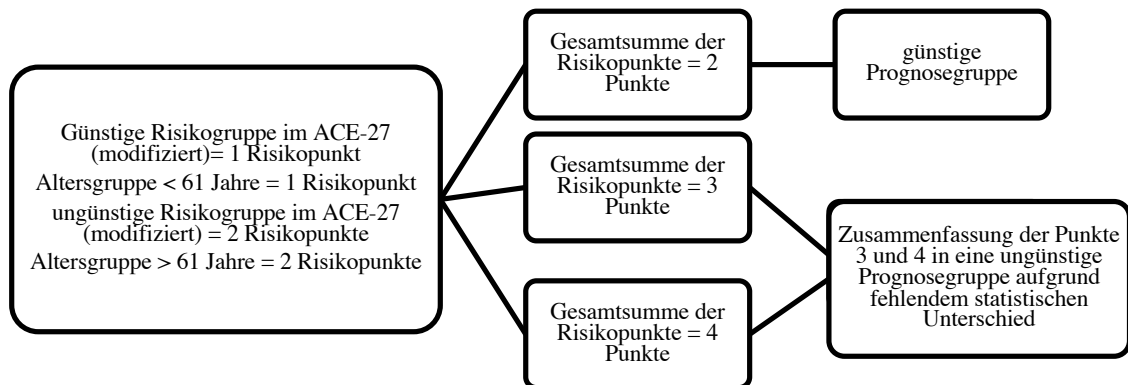 Günstige Risikogruppe im ACE-27
(modifiziert)= 1 Risikopunkt
Altersgruppe < 61 Jahre = 1 Risikopunkt
ungünstige Risikogruppe im ACE-27
(modifiziert) = 2 Risikopunkte
Altersgruppe > 61 Jahre = 2 Risikopunkte
Gesamtsumme der
Risikopunkte = 2
Punkte
günstige
Prognosegruppe
Gesamtsumme der
Risikopunkte = 3
Punkte
Gesamtsumme der
Risikopunkte = 4
Punkte
Zusammenfassung der Punkte
3 und 4 in eine ungünstige
Prognosegruppe aufgrund
fehlendem statistischen
Unterschied